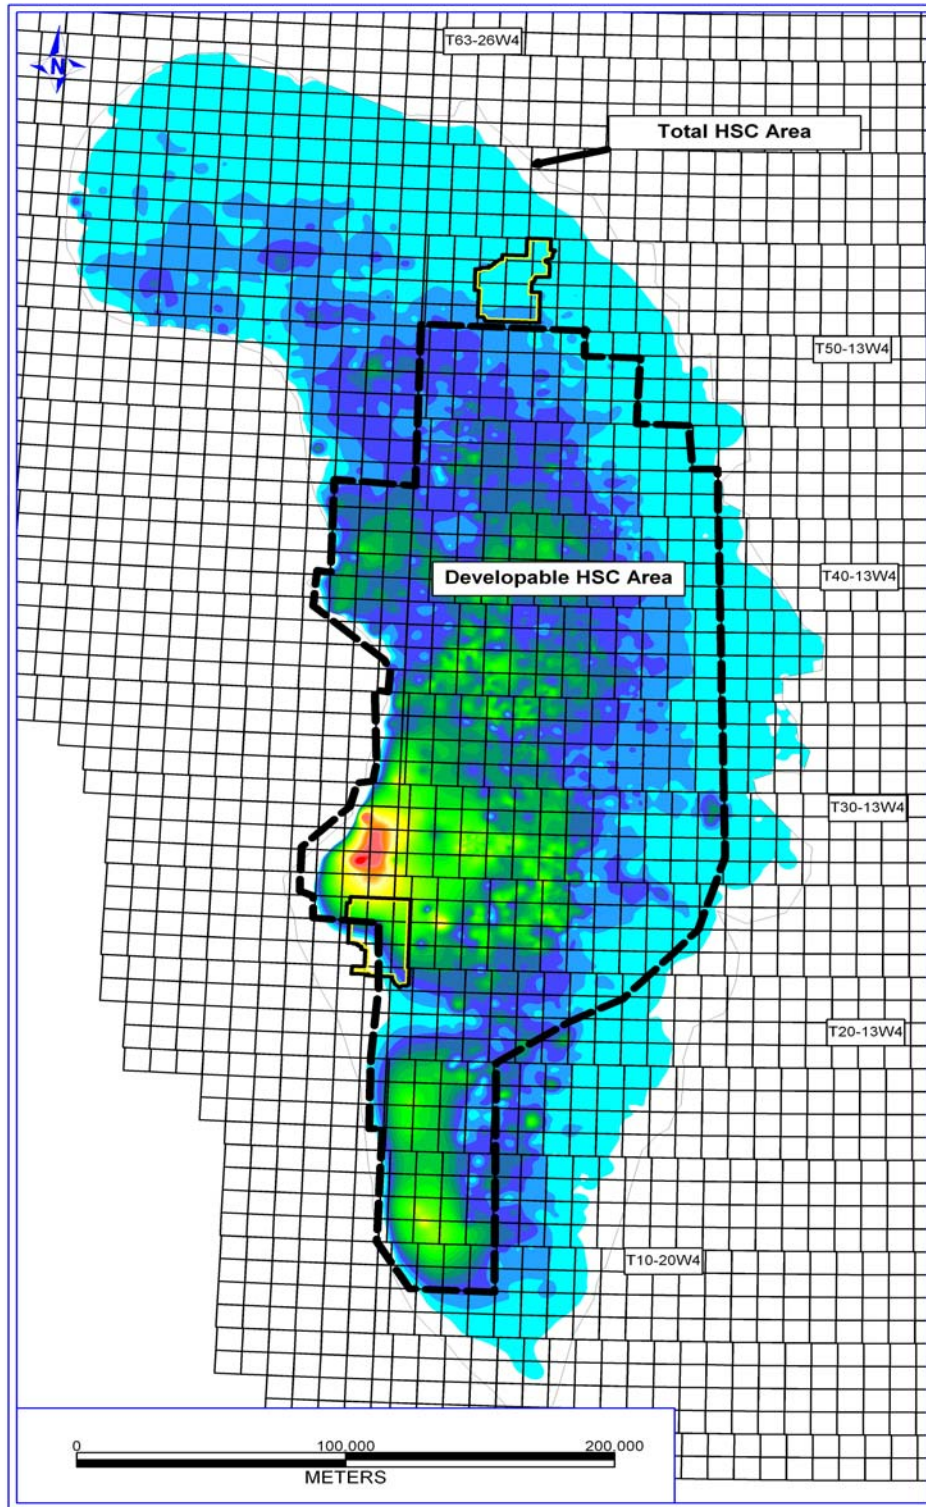 T63-26W4
N
Total HSC Area
T50-13W4
T40-13W4
Developable HSC Area
T30-13W4
T20-13W4
T10-20W4
0 100,000 200,000
METERS